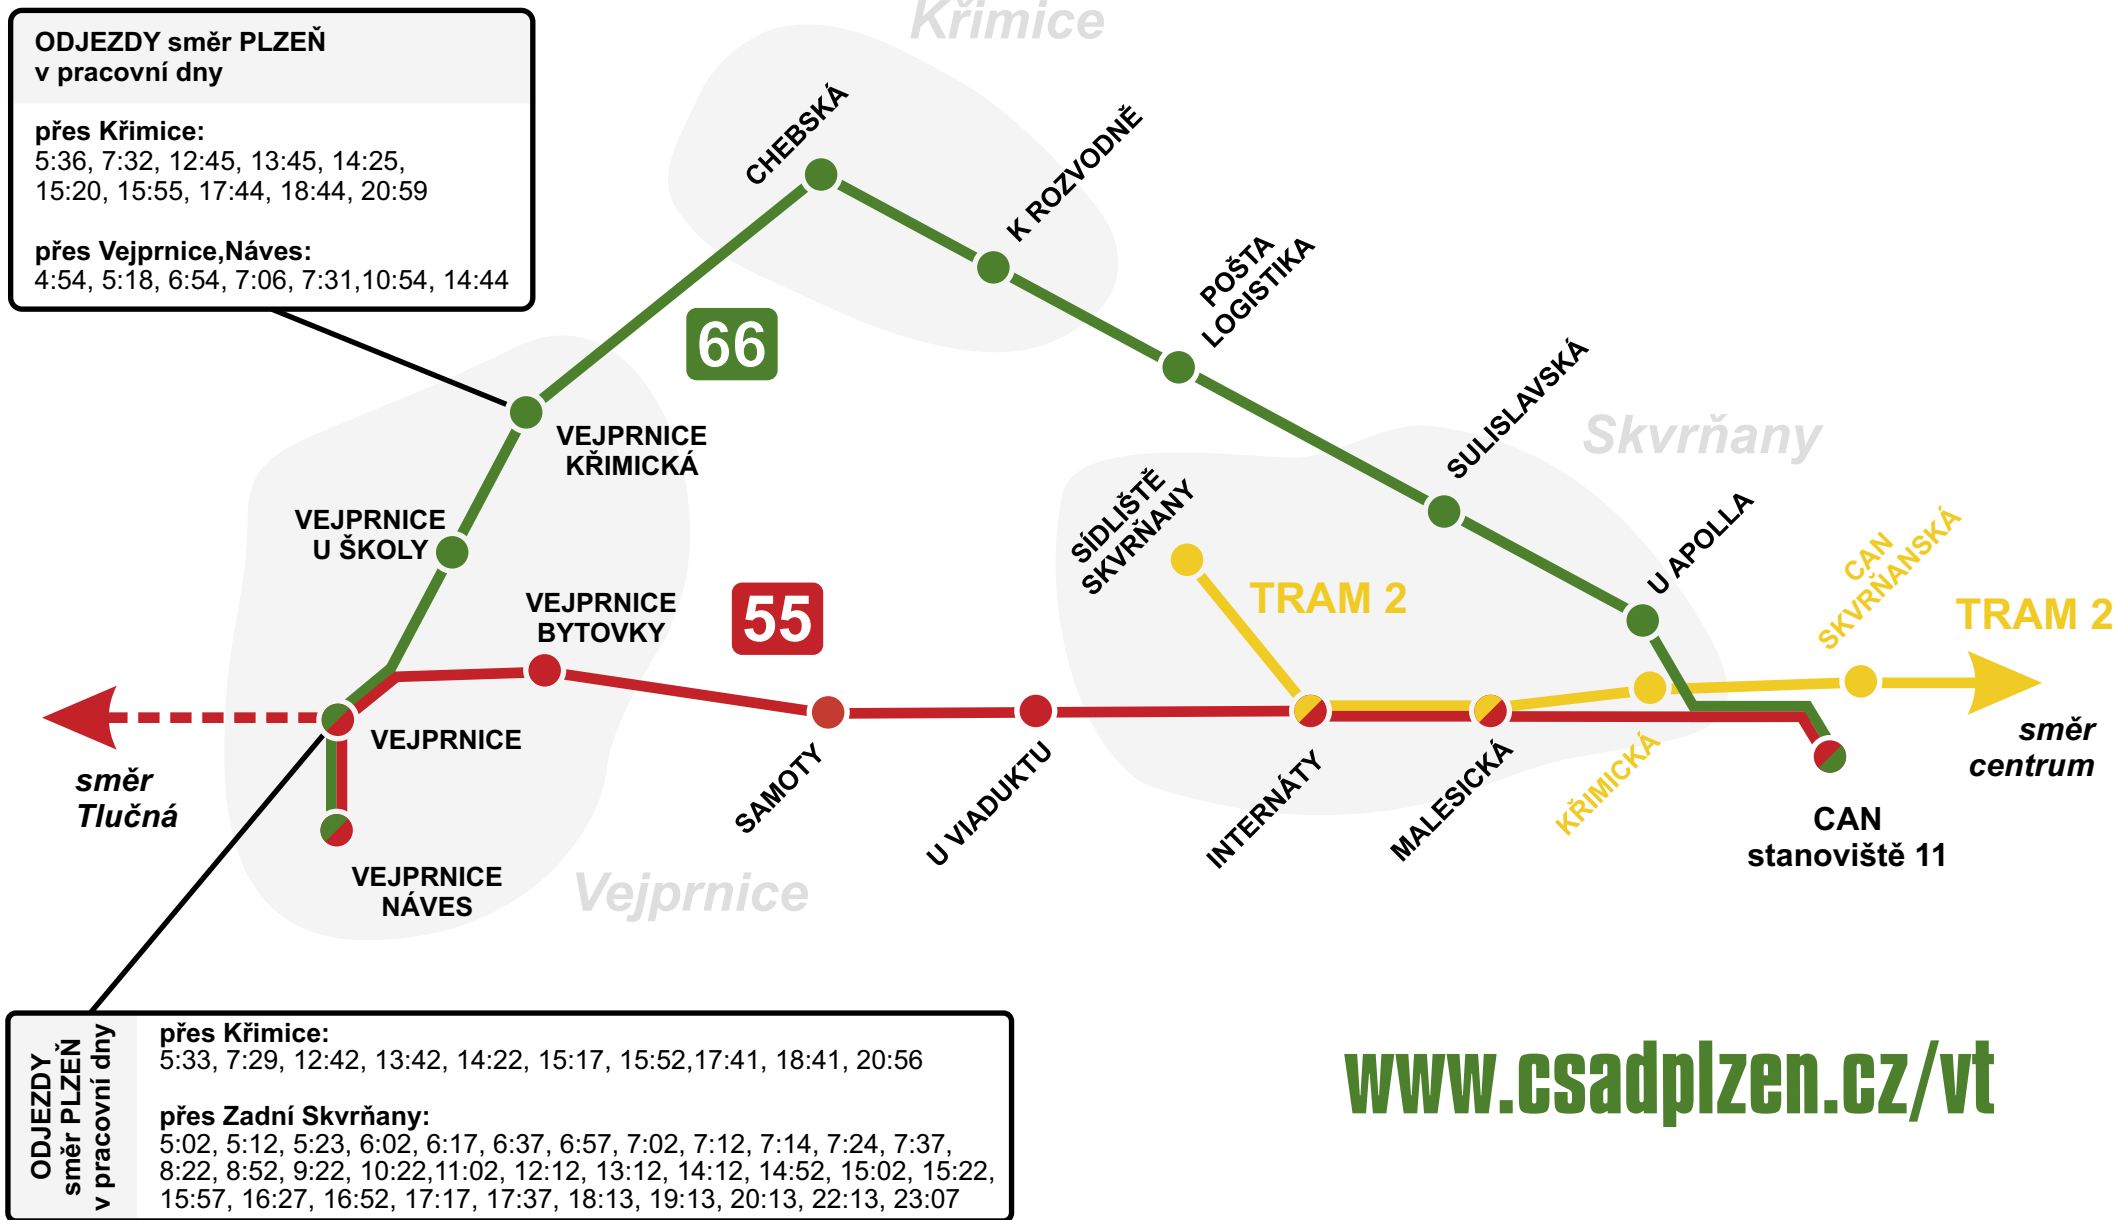 Křimice
ODJEZDY směr PLZEŇ
v pracovní dny
přes Křimice:
5:36, 7:32, 12:45, 13:45, 14:25,
15:20, 15:55, 17:44, 18:44, 20:59
přes Vejprnice,Náves:
4:54, 5:18, 6:54, 7:06, 7:31,10:54, 14:44
CHEBSKÁ
K ROZVODNĚ
POŠTA
LOGISTIKA
66
SULISLAVSKÁ
Skvrňany
VEJPRNICE
KŘIMICKÁ
SÍDLIŠTĚ
SKVRŇANY
U APOLLA
VEJPRNICE
U ŠKOLY
CAN
SKVRŇANSKÁ
VEJPRNICE
BYTOVKY
55
TRAM 2
TRAM 2
VEJPRNICE
směr
Tlučná
SAMOTY
U VIADUKTU
INTERNÁTY
MALESICKÁ
KŘIMICKÁ
směr
centrum
CAN
stanoviště 11
VEJPRNICE
NÁVES
Vejprnice
ODJEZDY
směr PLZEŇ
v pracovní dny
přes Křimice:
5:33, 7:29, 12:42, 13:42, 14:22, 15:17, 15:52,17:41, 18:41, 20:56
přes Zadní Skvrňany:
5:02, 5:12, 5:23, 6:02, 6:17, 6:37, 6:57, 7:02, 7:12, 7:14, 7:24, 7:37,
8:22, 8:52, 9:22, 10:22,11:02, 12:12, 13:12, 14:12, 14:52, 15:02, 15:22,
15:57, 16:27, 16:52, 17:17, 17:37, 18:13, 19:13, 20:13, 22:13, 23:07
www.csadplzen.cz/vt